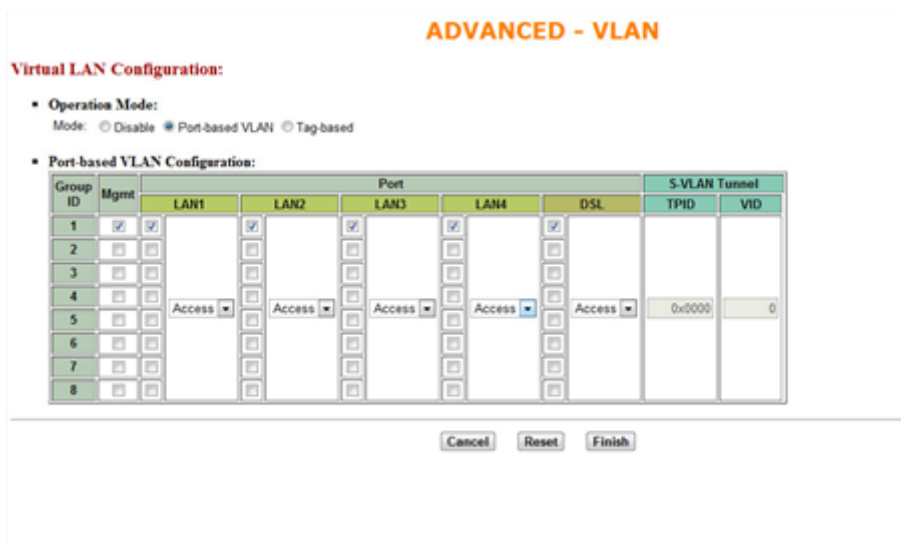 ADVANCED - VLAN
Virtual LAN Configuration:
Operation Mode:
Mode: Disable Port-based VLAN Tag-based
Port-based VLAN Configuration:
Group ID Mgmt Port S-VLAN Tunnel
LAN1 LAN2 LAN3 LAN4 DSL TPID VID
1
2
3
4
Access Access Access Access Access 0x0000 0
5
6
7
8
Cancel Reset Finish